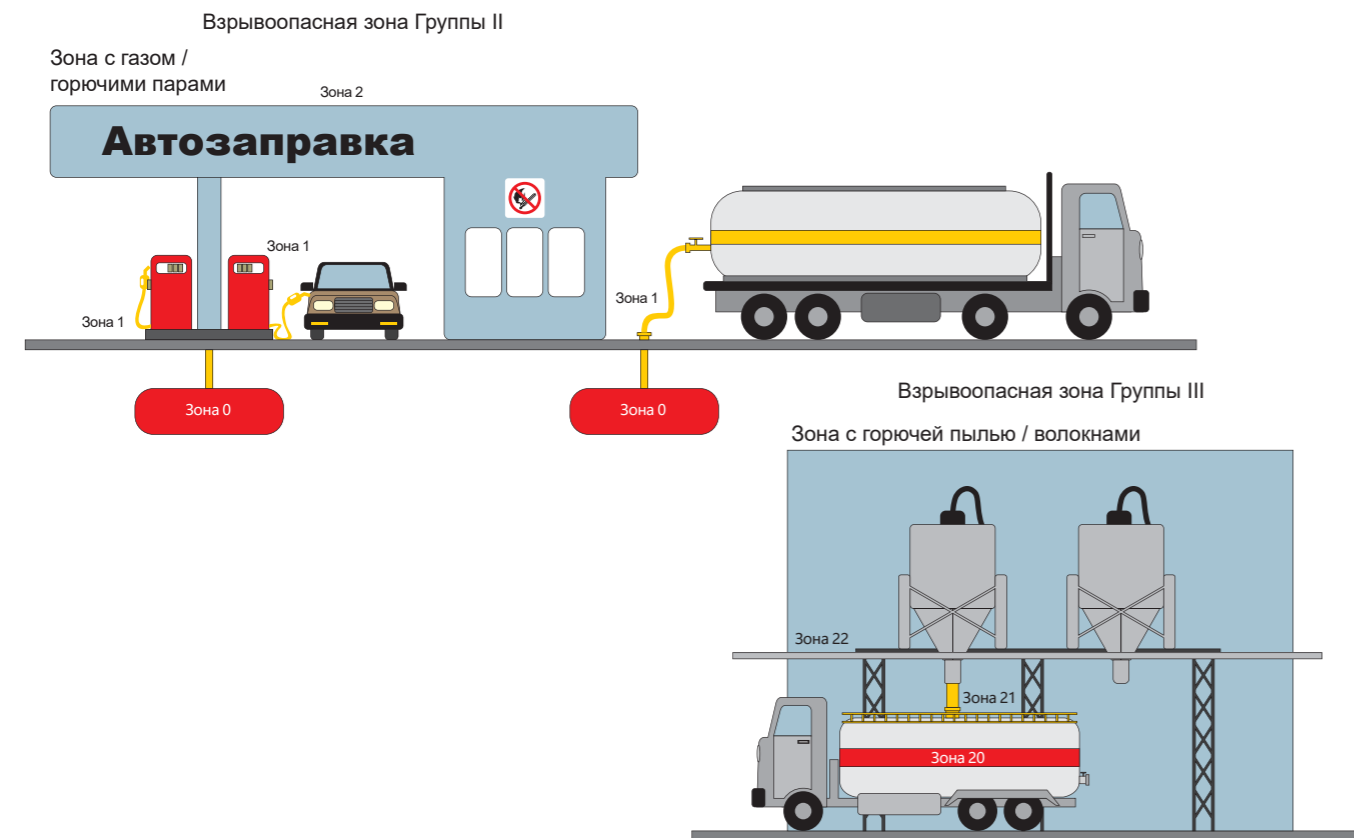 Взрывоопасная зона Группы II
Зона с газом /
горючими парами
Зона 2
Автозаправка
Зона 1
Зона 1
Зона 1
Зона 0
Зона 0
Взрывоопасная зона Группы III
Зона с горючей пылью / волокнами
Зона 22
Зона 21
Зона 20